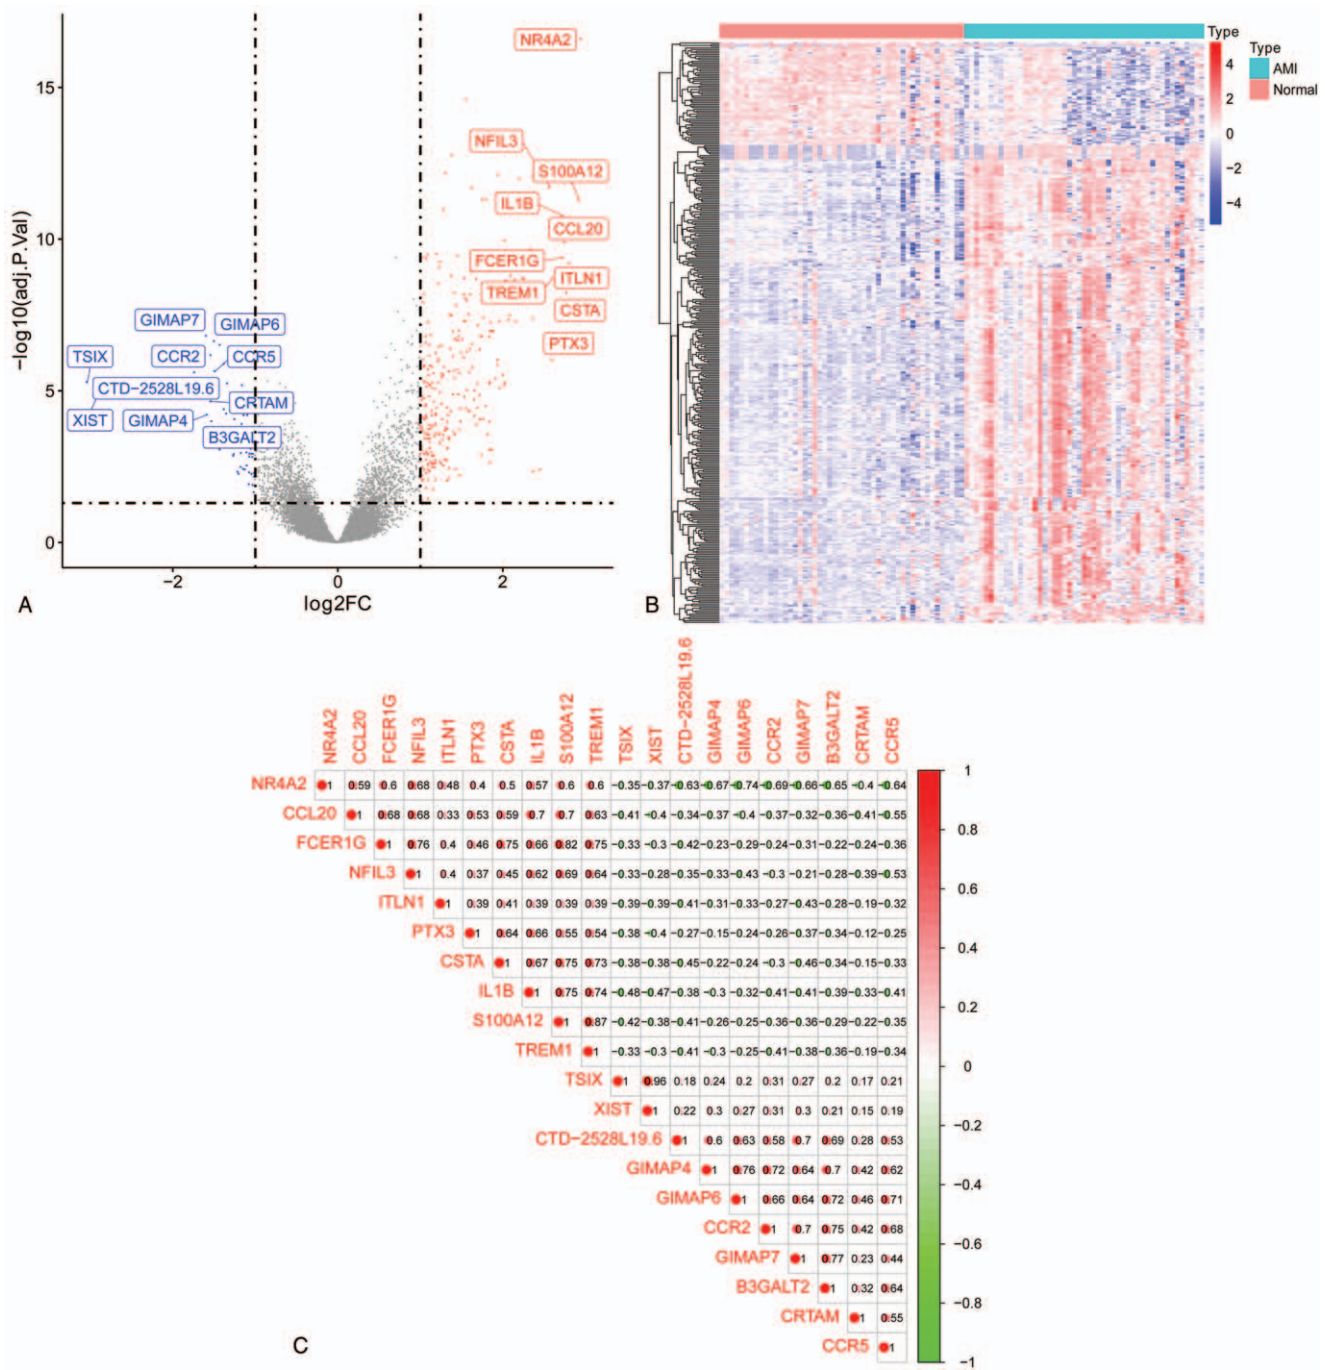 NR4A2
15
NFIL3
S100A12
IL1B
CCL20
10
FCER1G
ITLN1
TREM1
CSTA
GIMAP7
GIMAP6
PTX3
TSIX
CCR2
CCR5
5
CTD-2528L19.6
CRTAM
XIST
GIMAP4
B3GALT2
0
-log10(adj.P.Val)
−2
0
2
log2FC
A
Type
4
2
0
−2
−4
Type
AMI
Normal
B
NR4A2
CCL20
FCER1G
NFIL3
ITLN1
PTX3
CSTA
IL1B
S100A12
TREM1
TSIX
XIST
CTD−2528L19.6
GIMAP4
GIMAP6
CCR2
GIMAP7
B3GALT2
CRTAM
CCR5
NR4A2 1 0.59 0.6 0.68 0.48 0.4 0.5 0.57 0.6 0.6 −0.35 −0.37 −0.63 −0.67 −0.74 −0.69 −0.66 −0.65 −0.4 −0.64
CCL20 1 0.68 0.68 0.33 0.53 0.59 0.7 0.7 0.63 −0.41 −0.4 −0.34 −0.37 −0.4 −0.37 −0.32 −0.36 −0.41 −0.55
FCER1G 1 0.76 0.4 0.46 0.75 0.66 0.82 0.75 −0.33 −0.3 −0.42 −0.23 −0.29 −0.24 −0.31 −0.22 −0.24 −0.36
NFIL3 1 0.4 0.37 0.45 0.62 0.69 0.64 −0.33 −0.28 −0.35 −0.33 −0.43 −0.3 −0.21 −0.28 −0.39 −0.53
ITLN1 1 0.39 0.41 0.39 0.39 0.39 −0.39 −0.39 −0.41 −0.31 −0.33 −0.27 −0.43 −0.28 −0.19 −0.32
PTX3 1 0.64 0.66 0.55 0.54 −0.38 −0.4 −0.27 −0.15 −0.24 −0.26 −0.37 −0.34 −0.12 −0.25
CSTA 1 0.67 0.75 0.73 −0.38 −0.38 −0.45 −0.22 −0.24 −0.3 −0.46 −0.34 −0.15 −0.33
IL1B 1 0.75 0.74 −0.48 −0.47 −0.38 −0.3 −0.32 −0.41 −0.41 −0.39 −0.33 −0.41
S100A12 1 0.87 −0.42 −0.38 −0.41 −0.26 −0.25 −0.36 −0.36 −0.29 −0.22 −0.35
TREM1 1 −0.33 −0.3 −0.41 −0.3 −0.25 −0.41 −0.38 −0.36 −0.19 −0.34
TSIX 1 0.96 0.18 0.24 0.2 0.31 0.27 0.2 0.17 0.21
XIST 1 0.22 0.3 0.27 0.31 0.3 0.21 0.15 0.19
CTD−2528L19.6 1 0.6 0.63 0.58 0.7 0.69 0.28 0.53
GIMAP4 1 0.76 0.72 0.64 0.7 0.42 0.62
GIMAP6 1 0.66 0.64 0.72 0.46 0.71
CCR2 1 0.7 0.75 0.42 0.68
GIMAP7 1 0.77 0.23 0.44
B3GALT2 1 0.32 0.64
CRTAM 1 0.55
CCR5 1
1
0.8
0.6
0.4
0.2
0
−0.2
−0.4
−0.6
−0.8
−1
C